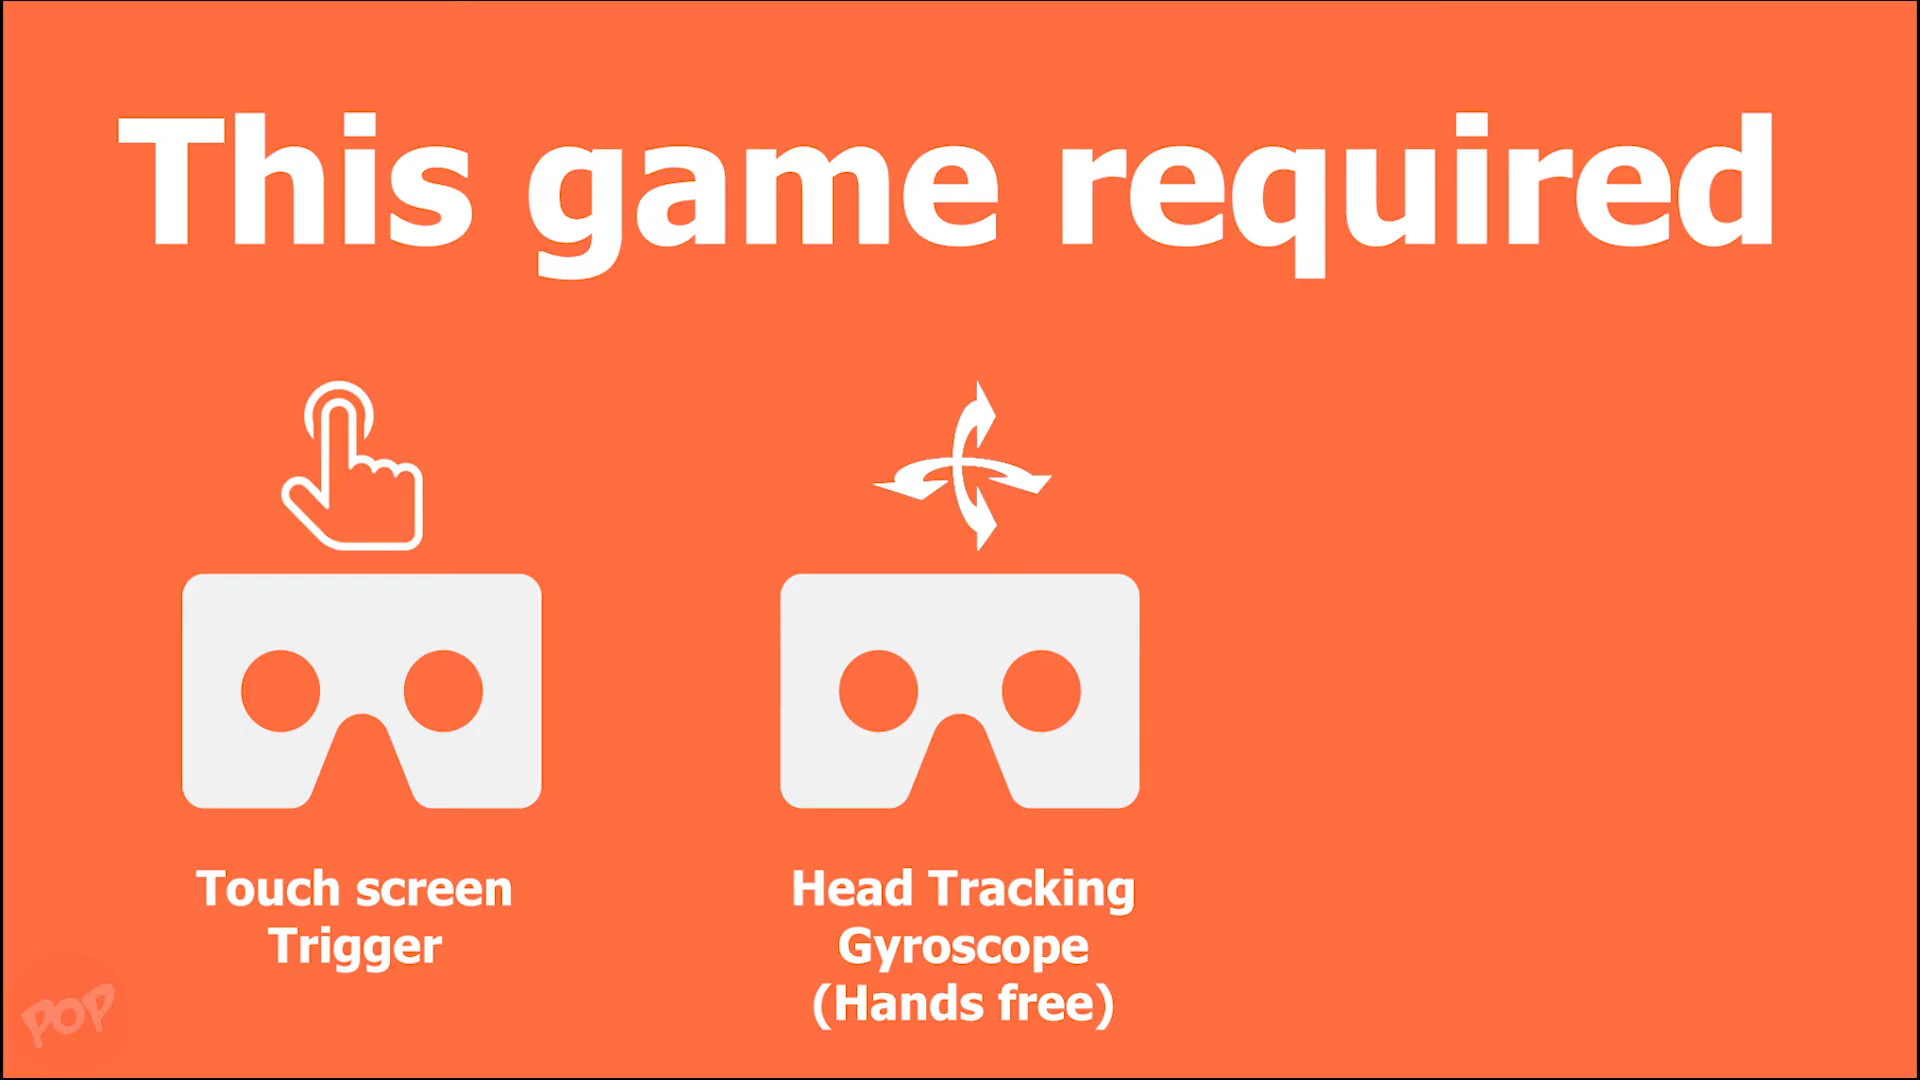 This game required
Touch screen
Trigger
Head Tracking
Gyroscope
(Hands free)
POP